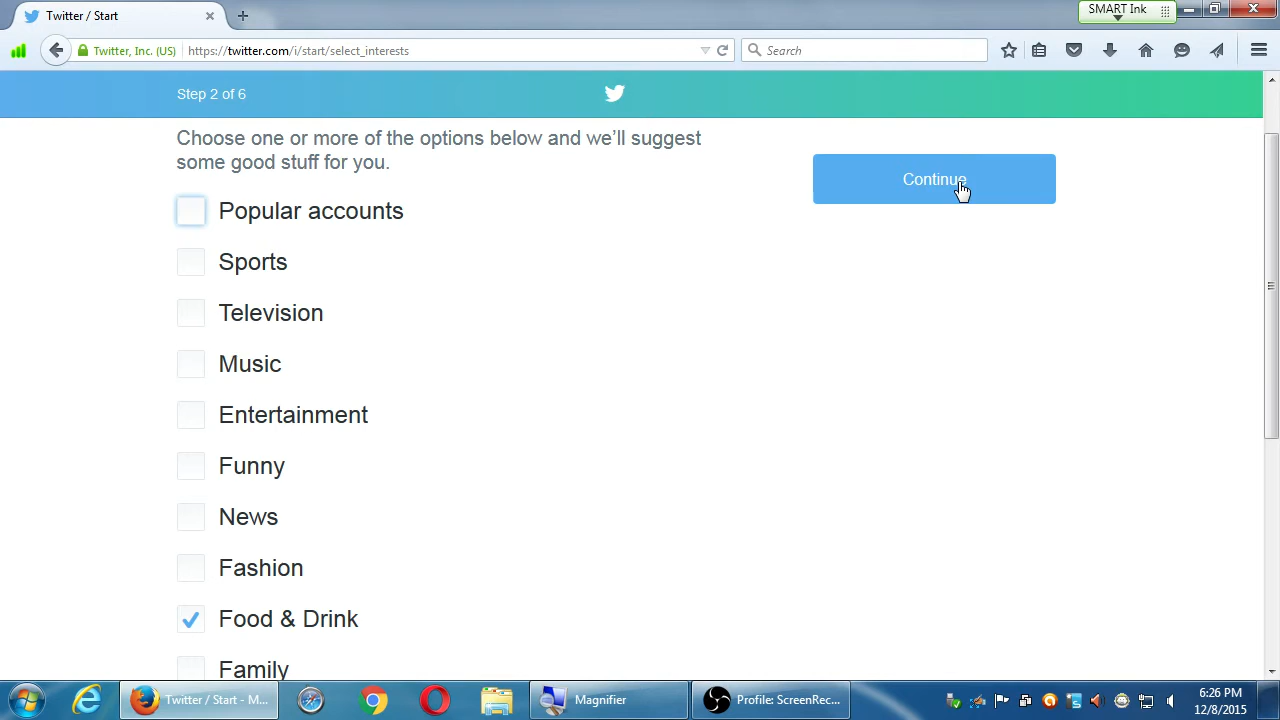 Twitter / Start
SMART Ink
Twitter, Inc. (US)
https://twitter.com/i/start/select_interests
Search
Step 2 of 6
Choose one or more of the options below and we'll suggest
some good stuff for you.
Continue
Popular accounts
Sports
Television
Music
Entertainment
Funny
News
Fashion
Food & Drink
Family
Twitter / Start - M...
Magnifier
Profile: ScreenRec...
6:26 PM
12/8/2015